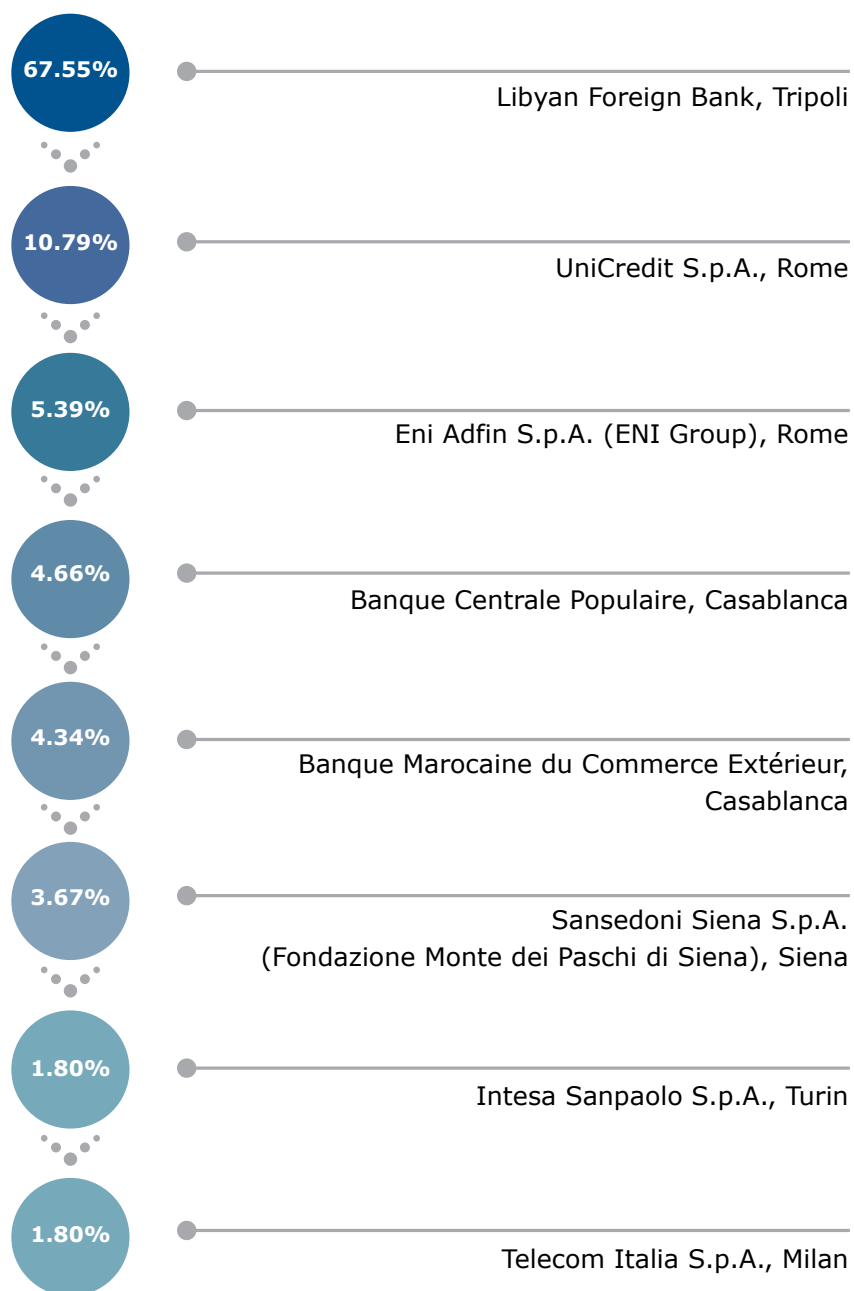 67.55%
Libyan Foreign Bank, Tripoli
10.79%
UniCredit S.p.A., Rome
5.39%
Eni Adfin S.p.A. (ENI Group), Rome
4.66%
Banque Centrale Populaire, Casablanca
4.34%
Banque Marocaine du Commerce Extérieur,
Casablanca
3.67%
Sansedoni Siena S.p.A.
(Fondazione Monte dei Paschi di Siena), Siena
1.80%
Intesa Sanpaolo S.p.A., Turin
1.80%
Telecom Italia S.p.A., Milan